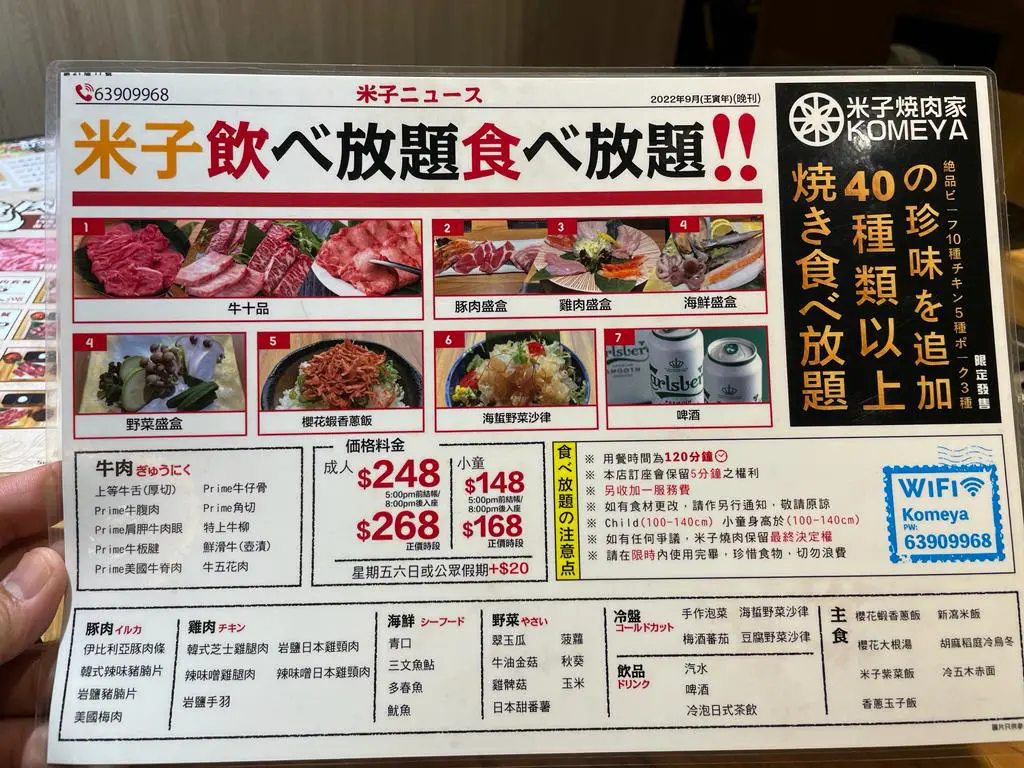 63909968
米子ニュース
2022年9月(壬寅年)(晚刊)
米子飲べ放題食べ放題!!
米子焼肉家
KOMEYA
絶品ビーフ10種チキン5種ポーク3種
の珍味を追加
40種類以上
焼き食べ放題
限定發售
1
牛十品
2
3
4
豚肉盛盒
雞肉盛盒
海鮮盛盒
4
野菜盛盒
5
櫻花蝦香蔥飯
6
海蜇野菜沙律
7
Carlsberg
啤酒
牛肉 ぎゅうにく
上等牛舌(厚切)
Prime牛腹肉
Prime肩胛牛肉眼
Prime牛板腱
Prime美國牛脊肉
Prime牛仔骨
Prime角切
特上牛柳
鮮滑牛(壺漬)
牛五花肉
価格料金
成人
$248
5:00pm前結帳/
8:00pm後入座
$268
正價時段
小童
$148
5:00pm前結帳/
8:00pm後入座
$168
正價時段
星期五六日或公眾假期+$20
食べ放題の注意点
※ 用餐時間為120分鐘
※ 本店訂座會保留5分鐘之權利
※ 另收加一服務費
※ 如有食材更改，請作另行通知，敬請原諒
※ Child(100-140cm) 小童身高於(100-140cm)
※ 如有任何爭議，米子燒肉保留最終決定權
※ 請在限時內使用完畢，珍惜食物，切勿浪費
WiFi
Komeya
PW:
63909968
豚肉 イルカ
伊比利亞豚肉條
韓式辣味豬腩片
岩鹽豬腩片
美國梅肉
雞肉 チキン
韓式芝士雞腿肉
辣味噌雞腿肉
岩鹽手羽
岩鹽日本雞頸肉
辣味噌日本雞頸肉
海鮮 シーフード
青口
三文魚鮎
多春魚
魷魚
野菜 やさい
翠玉瓜
牛油金菇
雞髀菇
日本甜番薯
菠蘿
秋葵
玉米
冷盤
コールドカット
手作泡菜
海蜇野菜沙律
梅酒蕃茄
豆腐野菜沙律
飲品
ドリンク
汽水
啤酒
冷泡日式茶飲
主食
櫻花蝦香蔥飯
櫻花大根湯
米子紫菜飯
香蔥玉子飯
新瀉米飯
胡麻稻庭冷烏冬
冷五木赤面